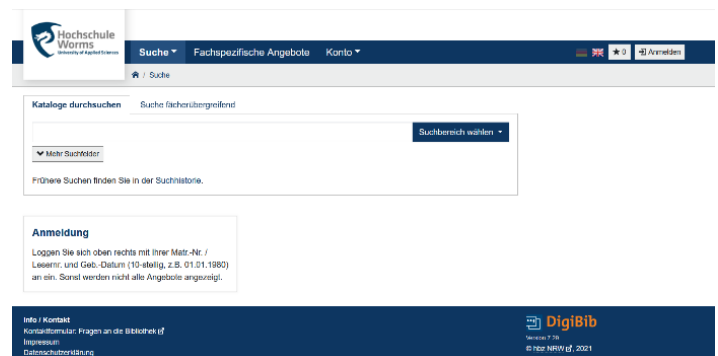 Hochschule
Worms
University of Applied Sciences
Suche Fachspezifische Angebote Konto
0 Anmelden
/ Suche
Kataloge durchsuchen Suche fächerübergreifend
Suchbereich wählen
Mehr Suchfelder
Frühere Suchen finden Sie in der Suchhistorie.
Anmeldung
Loggen Sie sich oben rechts mit Ihrer Matr.-Nr. /
Lesernr. und Geb.-Datum (10-stellig, z.B. 01.01.1980)
an ein. Sonst werden nicht alle Angebote angezeigt.
Info / Kontakt
Kontaktformular: Fragen an die Bibliothek
Impressum
Datenschutzerklärung
DigiBib
Version 7.20
© hbz NRW, 2021